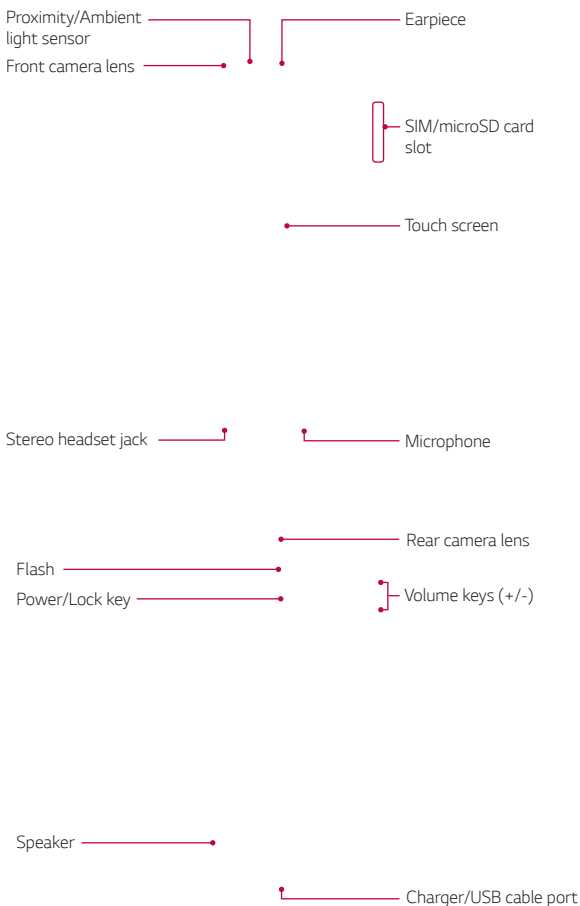 Proximity/Ambient
light sensor
Earpiece
Front camera lens
SIM/microSD card
slot
Touch screen
Stereo headset jack
Microphone
Rear camera lens
Flash
Power/Lock key
Volume keys (+/-)
Speaker
Charger/USB cable port